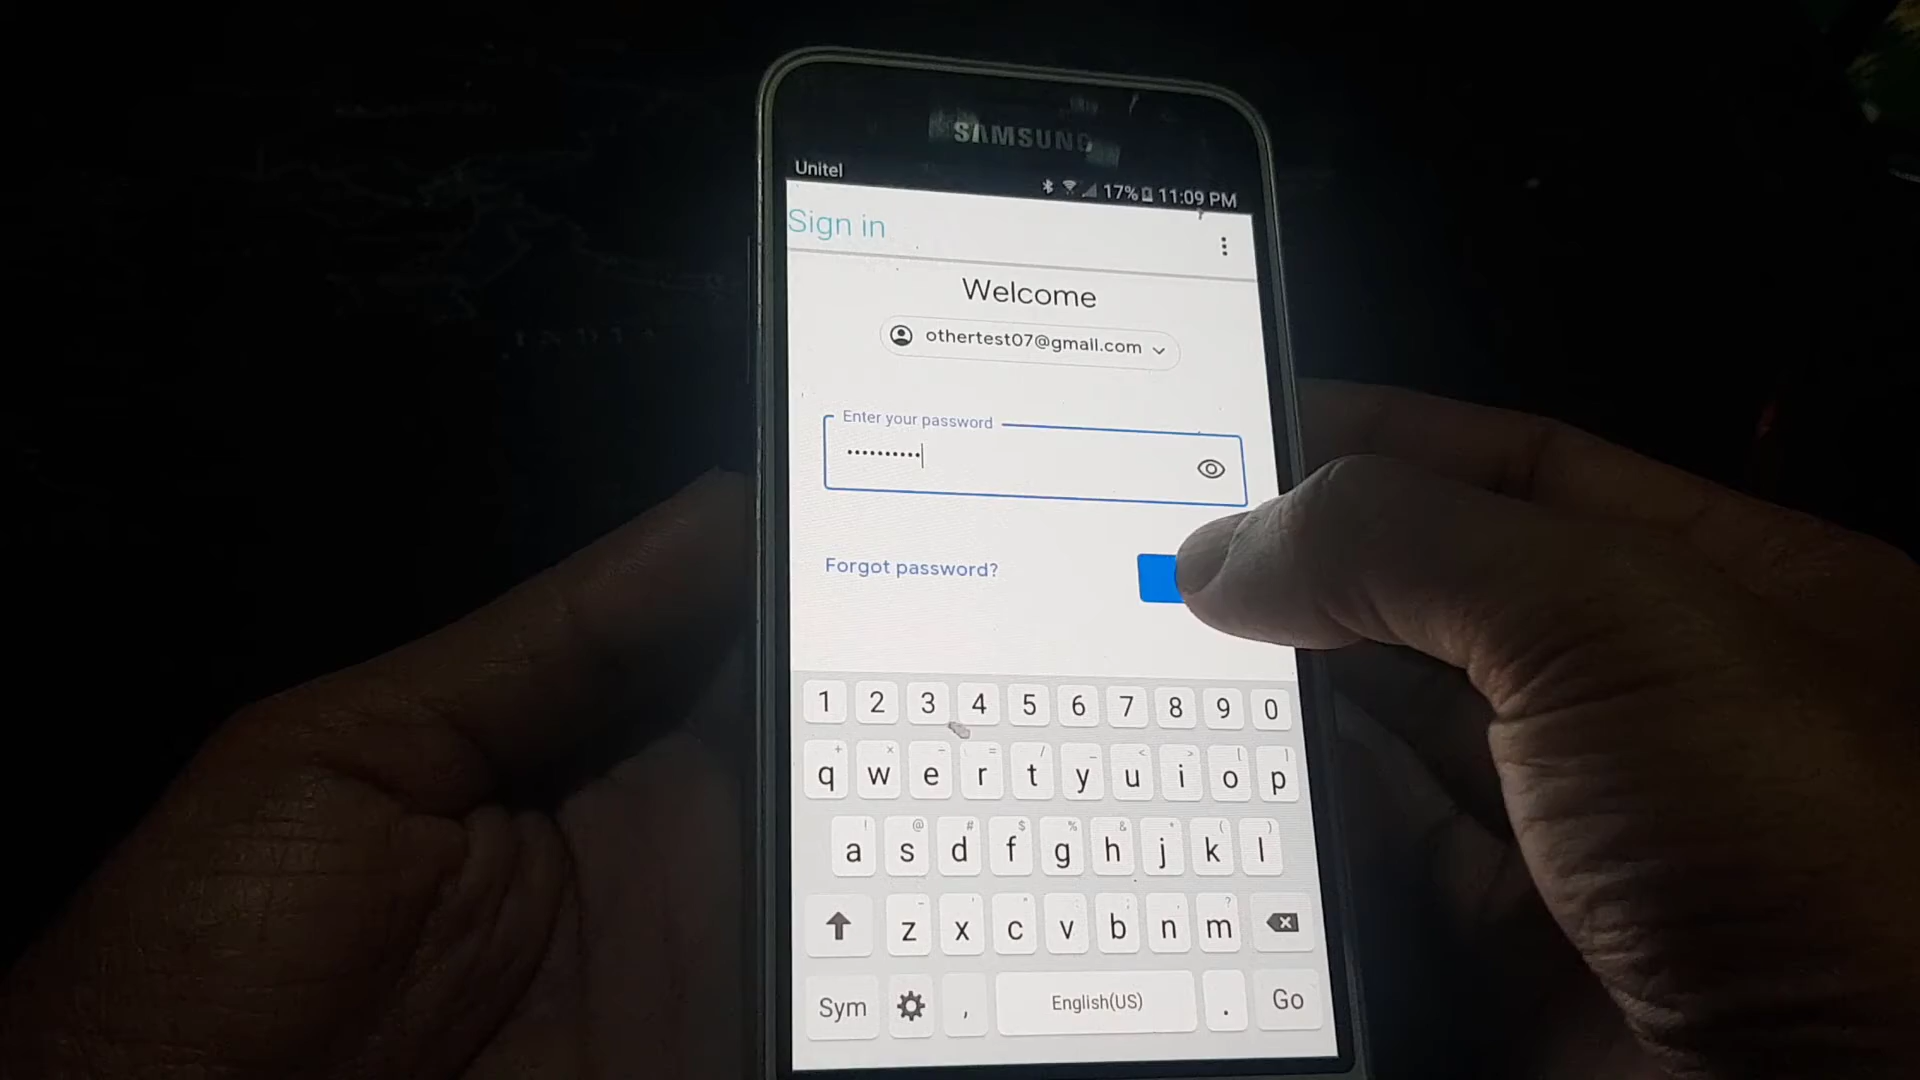 SAMSUNG
Unitel
17% 11:09 PM
Sign in
Welcome
othertest07@gmail.com
Enter your password
••••••••••
Forgot password?
1 2 3 4 5 6 7 8 9 0
q w e r t y u i o p
a s d f g h j k l
z x c v b n m
Sym , English(US) . Go